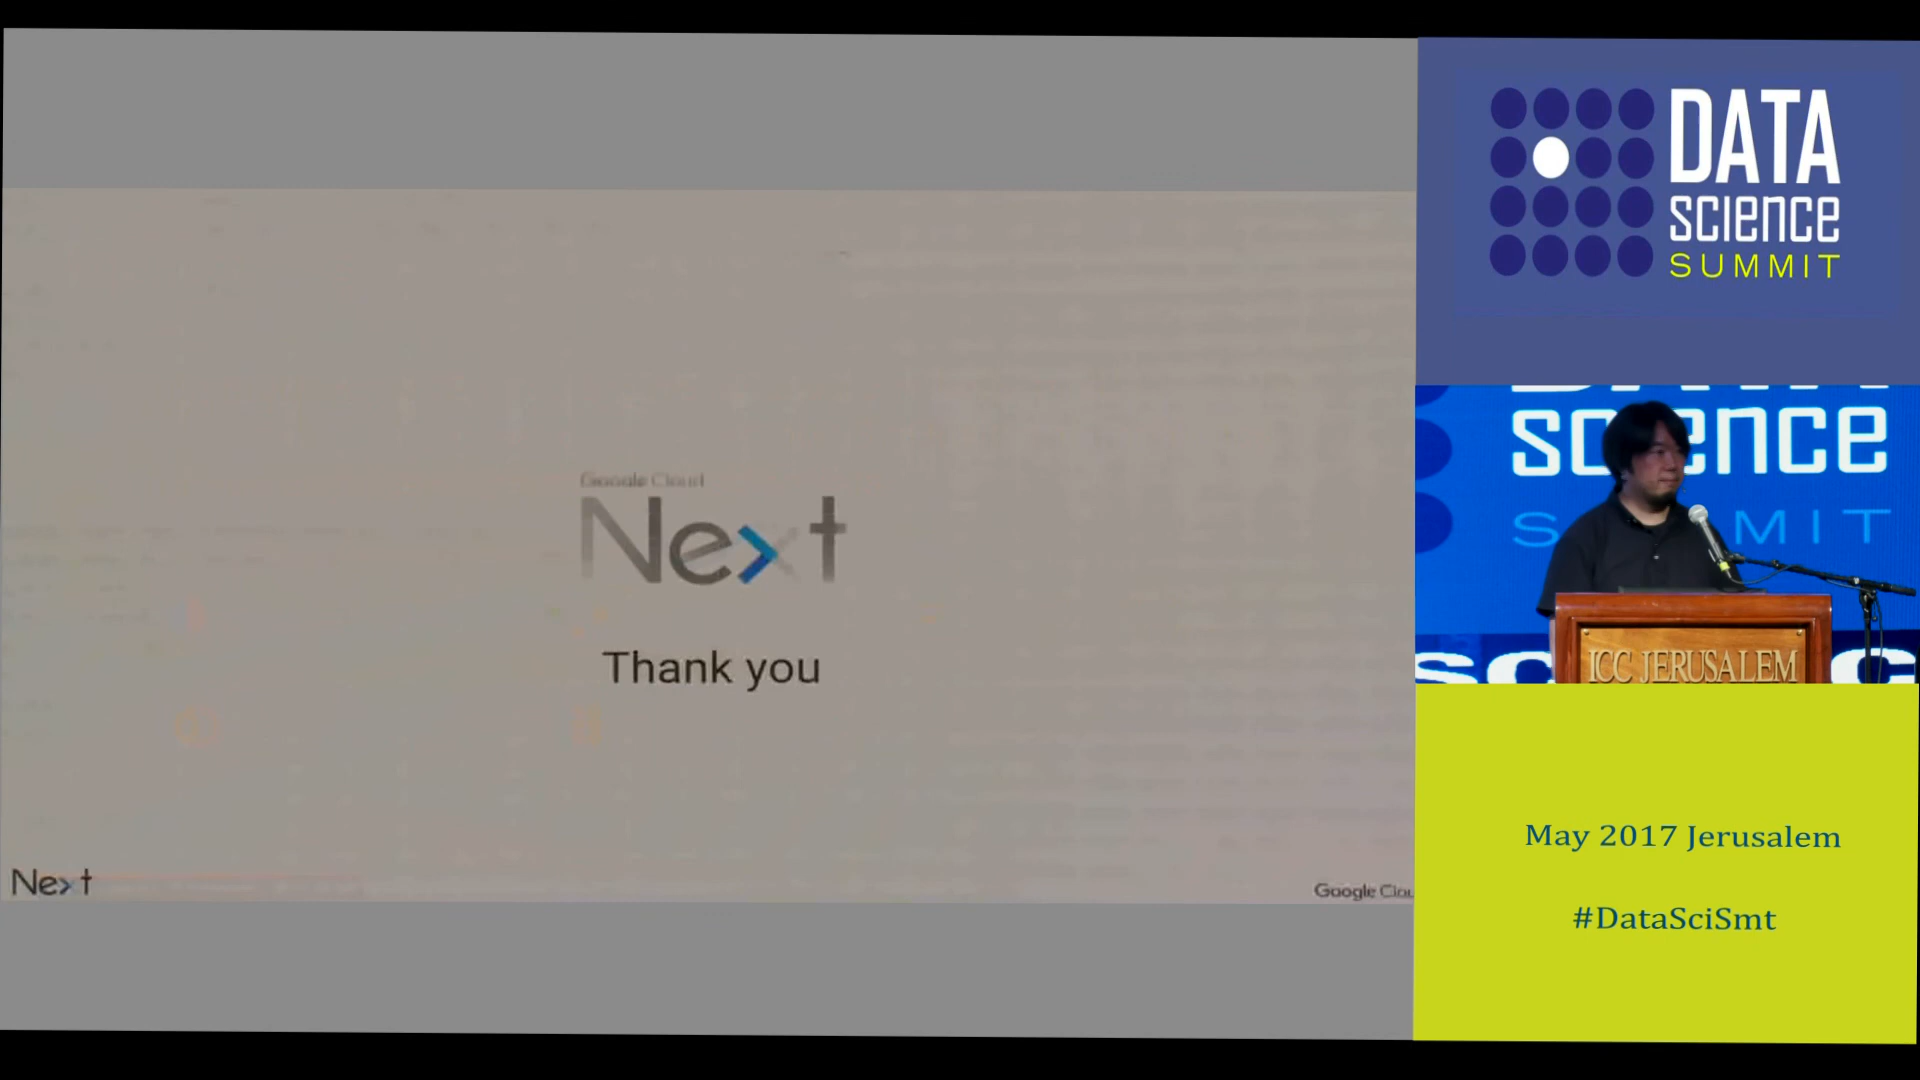 Google Cloud
Next
Thank you
Next
Google Clou
DATA
science
SUMMIT
science
SUMMIT
ICC JERUSALEM
May 2017 Jerusalem
#DataSciSmt